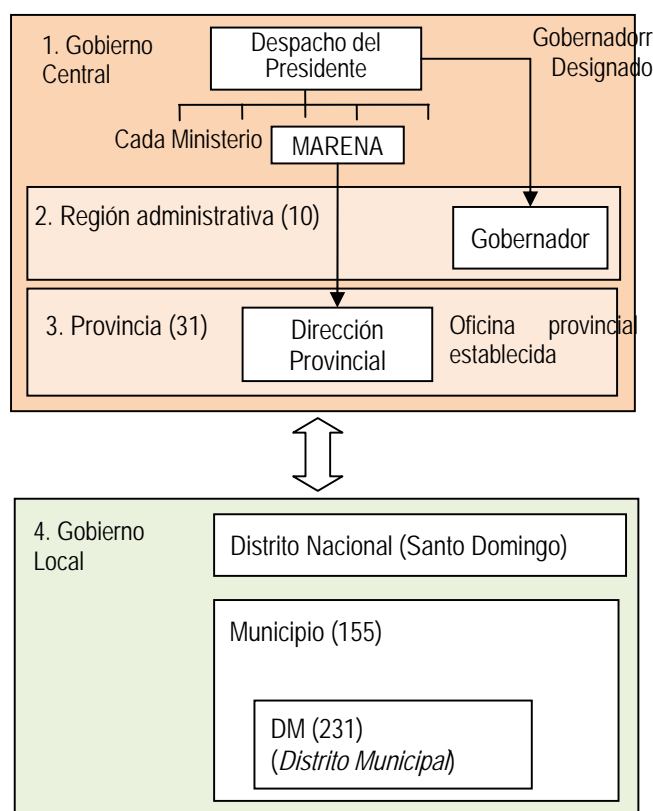 1. Gobierno
Central
Despacho del
Presidente
Gobernadorr
Designado
Cada Ministerio
MARENA
2. Región administrativa (10)
Gobernador
3. Provincia (31)
Dirección
Provincial
Oficina provincial
establecida
4. Gobierno
Local
Distrito Nacional (Santo Domingo)
Municipio (155)
DM (231)
(Distrito Municipal)